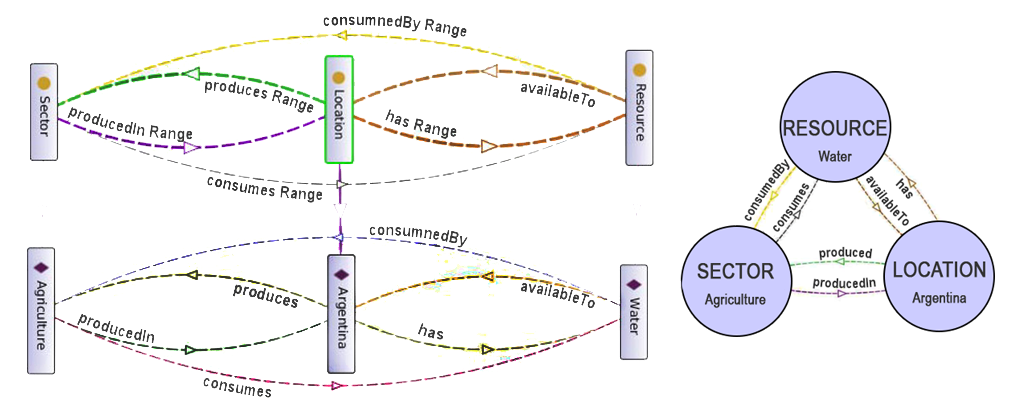 consumnedBy Range
Sector
produces Range
producedIn Range
Location
availableTo
has Range
Resource
consumes Range
consumnedBy
Agriculture
produces
producedIn
Argentina
availableTo
has
Water
consumes
RESOURCE
Water
consumedBy
consumes
availableTo
has
SECTOR
Agriculture
produced
producedIn
LOCATION
Argentina